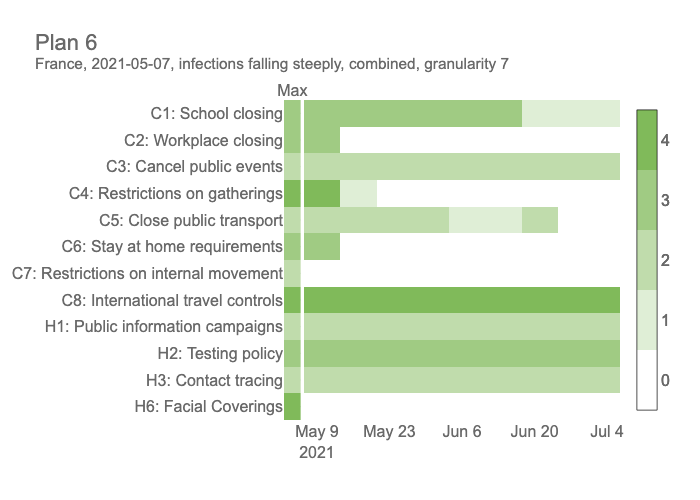 Plan 6
France, 2021-05-07, infections falling steeply, combined, granularity 7
Max
C1: School closing
C2: Workplace closing
C3: Cancel public events
C4: Restrictions on gatherings
C5: Close public transport
C6: Stay at home requirements
C7: Restrictions on internal movement
C8: International travel controls
H1: Public information campaigns
H2: Testing policy
H3: Contact tracing
H6: Facial Coverings
May 9 May 23 Jun 6 Jun 20 Jul 4
2021
4
3
2
1
0